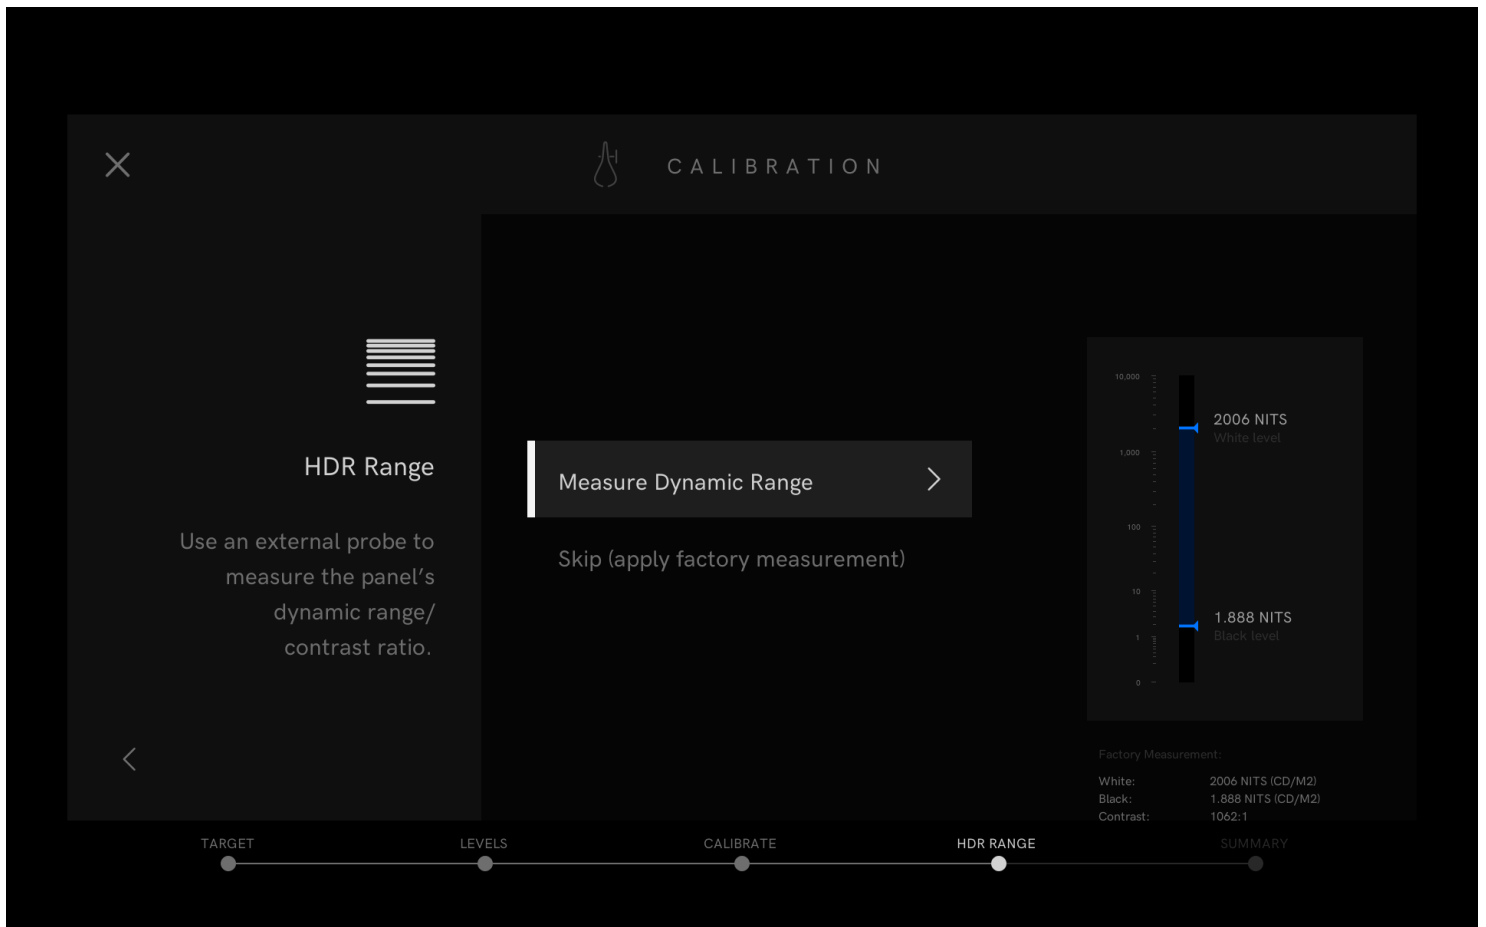 CALIBRATION
HDR Range
Use an external probe to
measure the panel's
dynamic range/
contrast ratio.
Measure Dynamic Range
Skip (apply factory measurement)
10,000
1,000
100
10
1
0
2006 NITS
White level
1.888 NITS
Black level
Factory Measurement:
White: 2006 NITS (CD/M2)
Black: 1.888 NITS (CD/M2)
Contrast: 1062:1
TARGET LEVELS CALIBRATE HDR RANGE SUMMARY